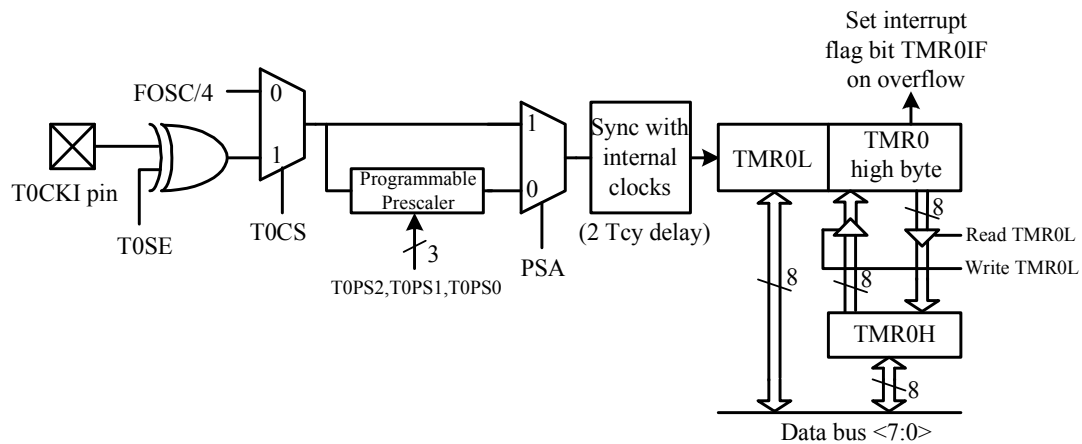 Set interrupt
flag bit TMR0IF
on overflow
FOSC/4
0
1
T0CKI pin
T0SE
T0CS
Programmable
Prescaler
3
T0PS2,T0PS1,T0PS0
1
0
PSA
Sync with
internal
clocks
(2 Tcy delay)
TMR0L
TMR0
high byte
8
Read TMR0L
Write TMR0L
8
8
TMR0H
8
Data bus <7:0>